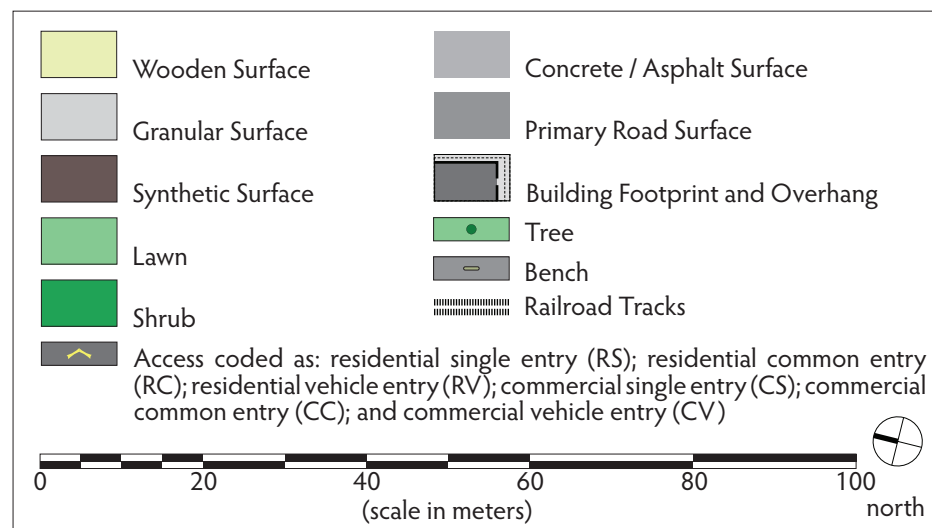 Wooden Surface
Granular Surface
Synthetic Surface
Lawn
Shrub
Concrete / Asphalt Surface
Primary Road Surface
Building Footprint and Overhang
Tree
Bench
Railroad Tracks
Access coded as: residential single entry (RS); residential common entry
(RC); residential vehicle entry (RV); commercial single entry (CS); commercial
common entry (CC); and commercial vehicle entry (CV)
0 20 40 60 80 100
(scale in meters)
north